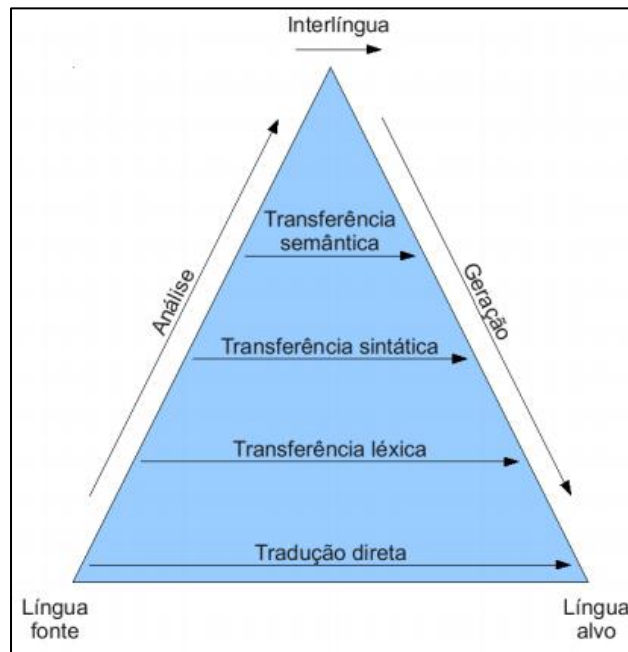 Interlíngua
Transferência
semântica
Análise
Geração
Transferência sintática
Transferência léxica
Tradução direta
Língua
fonte
Língua
alvo